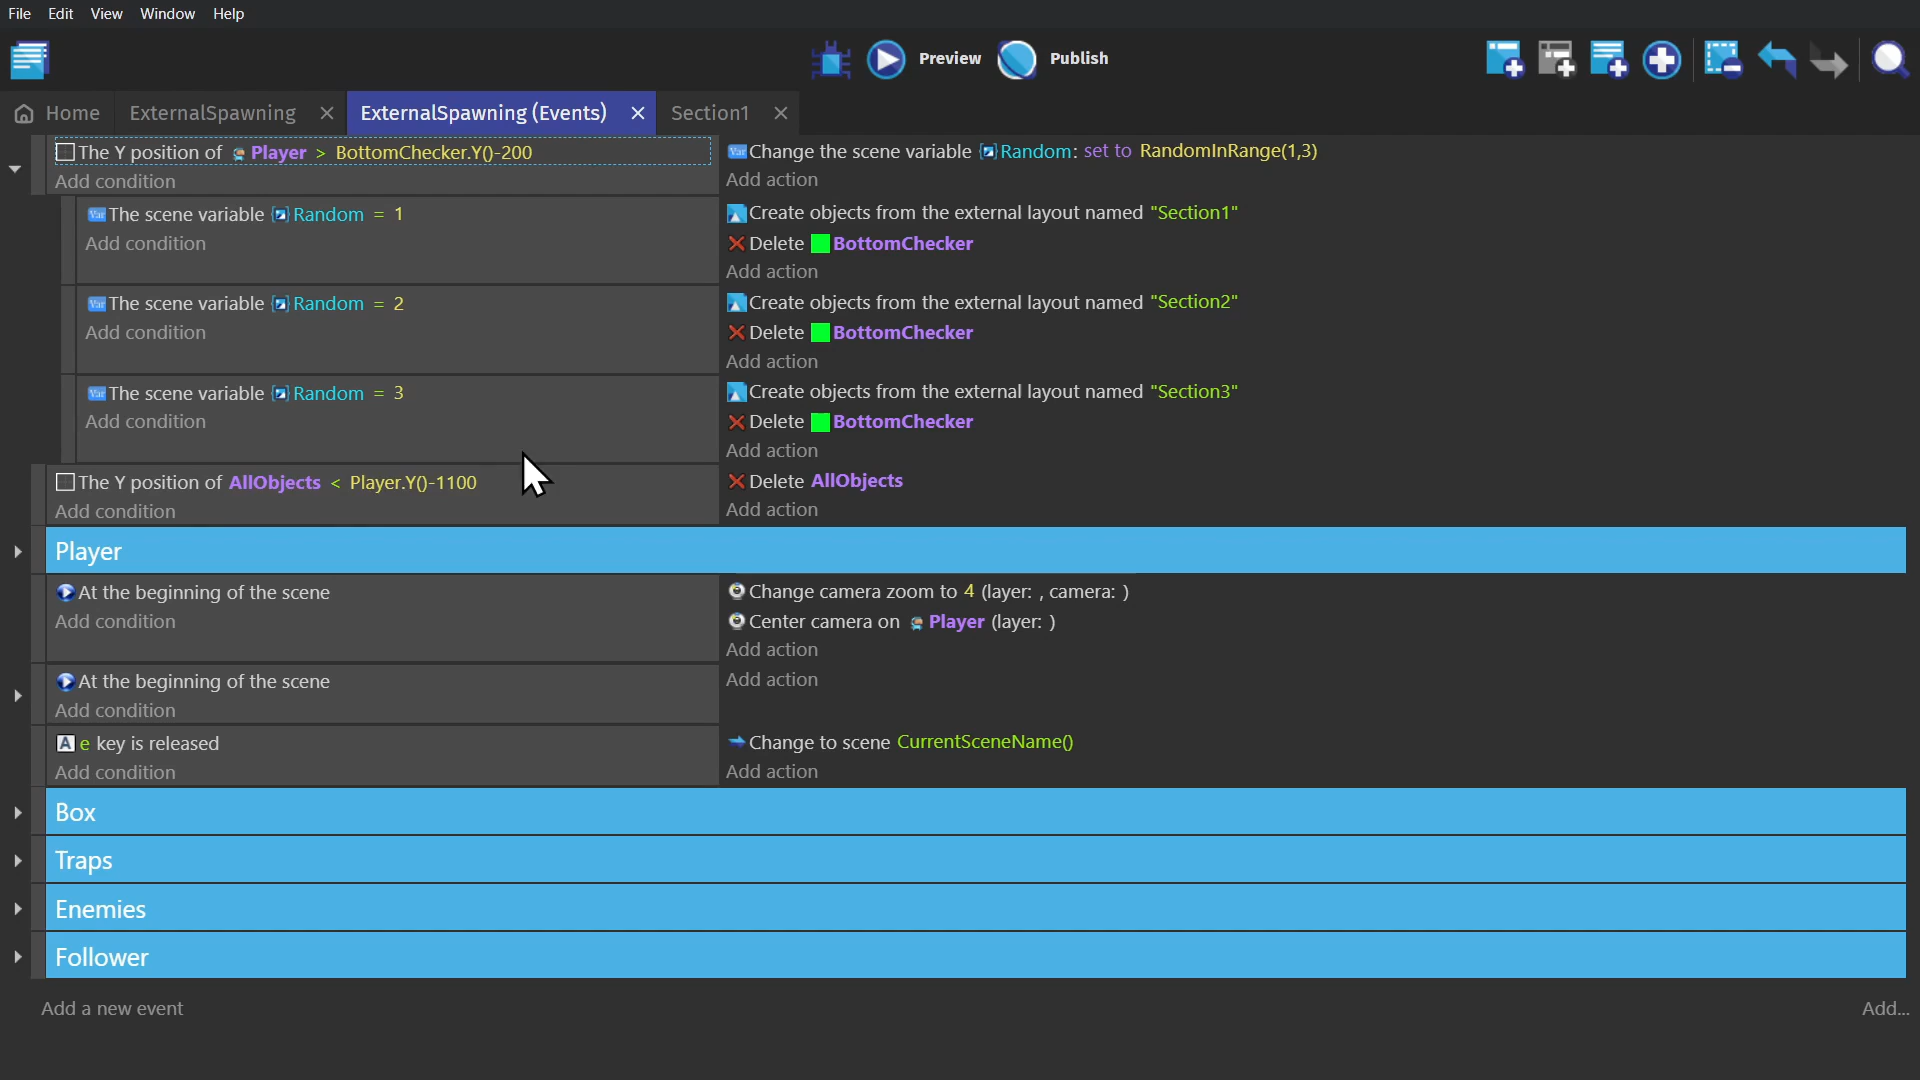 File Edit View Window Help
Preview Publish
Home ExternalSpawning ExternalSpawning (Events) Section1
The Y position of Player > BottomChecker.Y()-200 Change the scene variable Random: set to RandomInRange(1,3)
Add condition Add action
The scene variable Random = 1 Create objects from the external layout named "Section1"
Add condition Delete BottomChecker
Add action
The scene variable Random = 2 Create objects from the external layout named "Section2"
Add condition Delete BottomChecker
Add action
The scene variable Random = 3 Create objects from the external layout named "Section3"
Add condition Delete BottomChecker
Add action
The Y position of AllObjects < Player.Y()-1100 Delete AllObjects
Add condition Add action
Player
At the beginning of the scene Change camera zoom to 4 (layer: , camera: )
Add condition Center camera on Player (layer: )
Add action
At the beginning of the scene Add action
Add condition
e key is released Change to scene CurrentSceneName()
Add condition Add action
Box
Traps
Enemies
Follower
Add a new event Add...